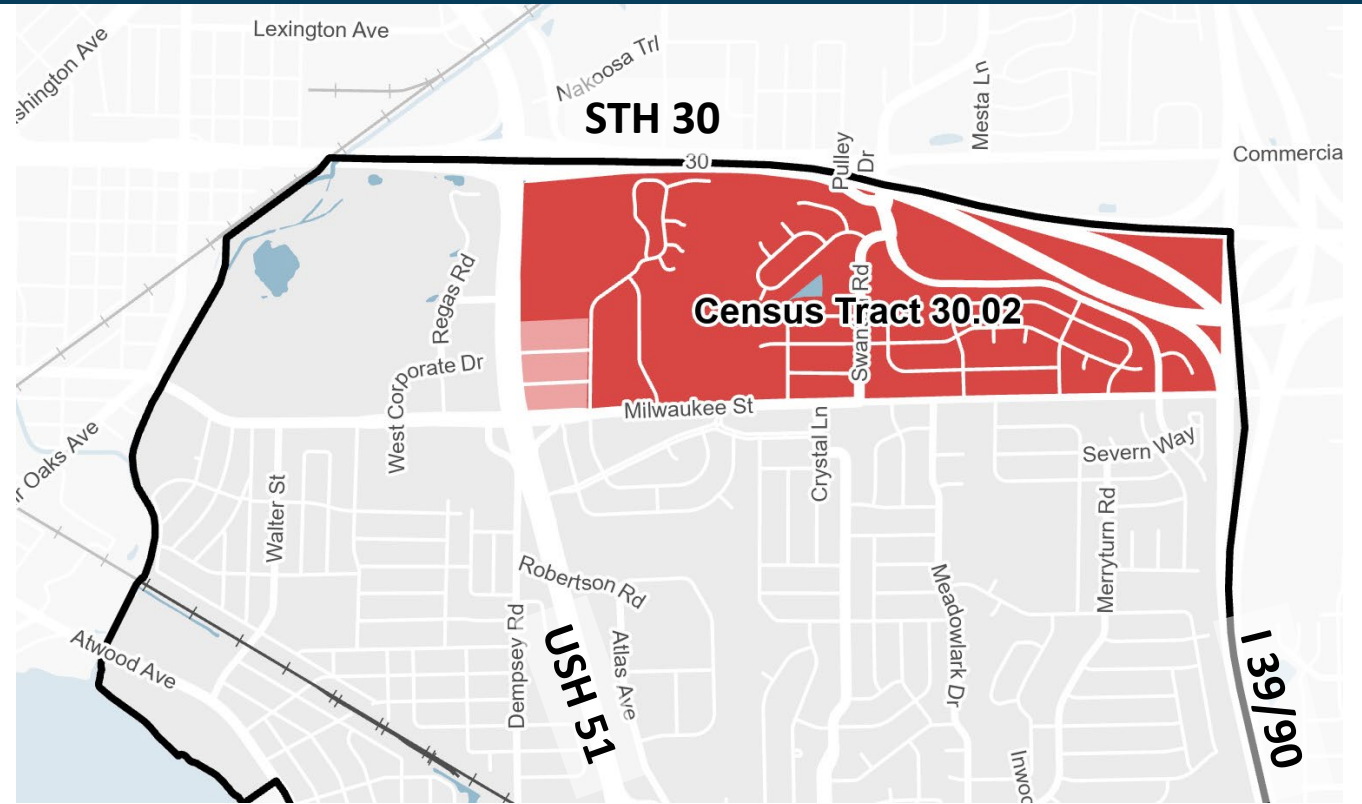 Lexington Ave
shington Ave
Nakoosa Trl
Mesta Ln
STH 30
30
Pulley
Dr
Commercia
Regas Rd
Census Tract 30.02
West Corporate Dr
Milwaukee St
Crystal Ln
Severn Way
r Oaks Ave
Walter St
Merryturn Rd
Robertson Rd
Meadowlark Dr
Dempsey Rd
USH 51
Atlas Ave
Atwood Ave
I 39/90
Inwoo